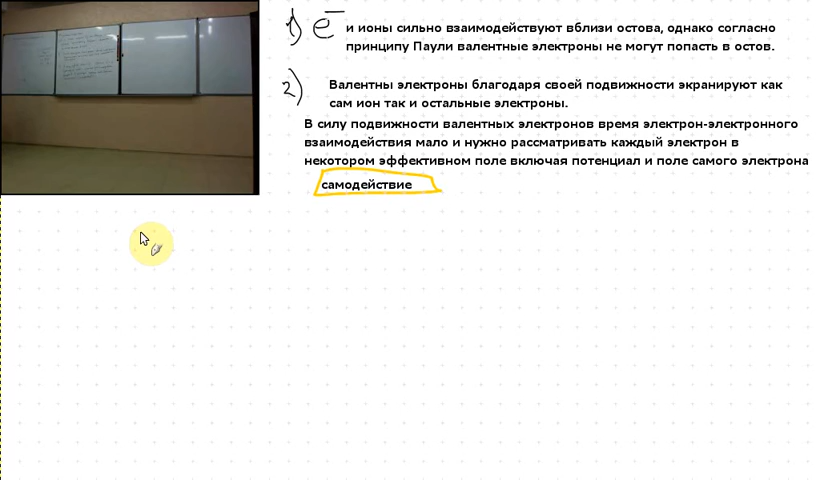 1) e⁻ и ионы сильно взаимодействуют вблизи остова, однако согласно
принципу Паули валентные электроны не могут попасть в остов.
2) Валентны электроны благодаря своей подвижности экранируют как
сам ион так и остальные электроны.
В силу подвижности валентных электронов время электрон-электронного
взаимодействия мало и нужно рассматривать каждый электрон в
некотором эффективном поле включая потенциал и поле самого электрона
самодействие